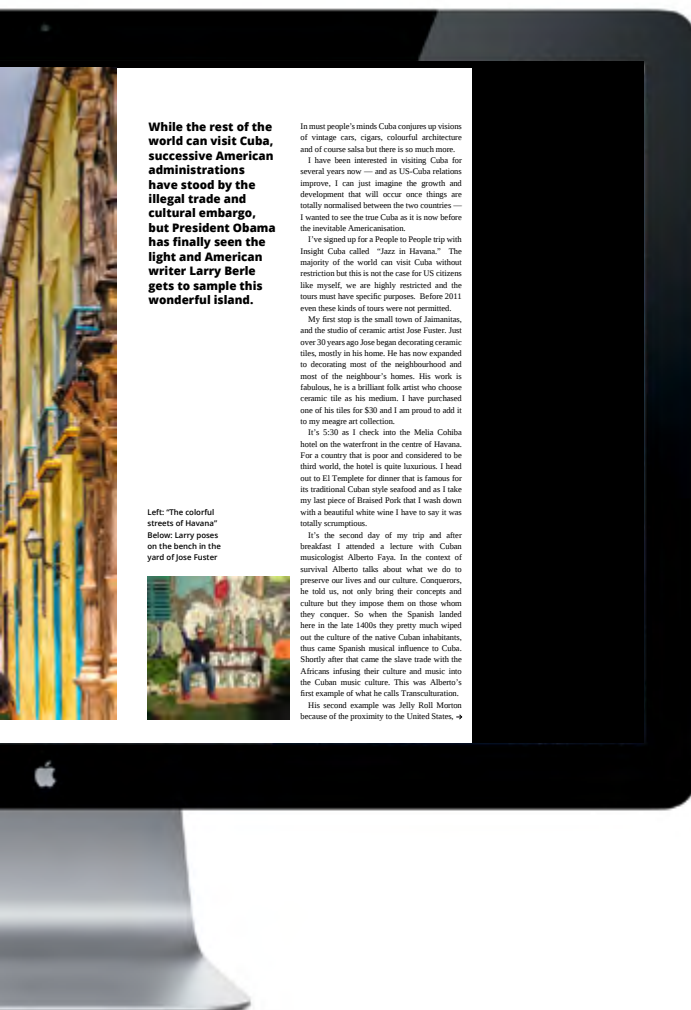 While the rest of the
world can visit Cuba,
successive American
administrations
have stood by the
illegal trade and
cultural embargo,
but President Obama
has finally seen the
light and American
writer Larry Berle
gets to sample this
wonderful island.
Left: “The colorful
streets of Havana”
Below: Larry poses
on the bench in the
yard of Jose Fuster
In must people’s minds Cuba conjures up visions
of vintage cars, cigars, colourful architecture
and of course salsa but there is so much more.
I have been interested in visiting Cuba for
several years now — and as US-Cuba relations
improve, I can just imagine the growth and
development that will occur once things are
totally normalised between the two countries —
I wanted to see the true Cuba as it is now before
the inevitable Americanisation.
I’ve signed up for a People to People trip with
Insight Cuba called “Jazz in Havana.” The
majority of the world can visit Cuba without
restriction but this is not the case for US citizens
like myself, we are highly restricted and the
tours must have specific purposes. Before 2011
even these kinds of tours were not permitted.
My first stop is the small town of Jaimanitas,
and the studio of ceramic artist Jose Fuster. Just
over 30 years ago Jose began decorating ceramic
tiles, mostly in his home. He has now expanded
to decorating most of the neighbourhood and
most of the neighbour’s homes. His work is
fabulous, he is a brilliant folk artist who choose
ceramic tile as his medium. I have purchased
one of his tiles for $30 and I am proud to add it
to my meagre art collection.
It’s 5:30 as I check into the Melia Cohiba
hotel on the waterfront in the centre of Havana.
For a country that is poor and considered to be
third world, the hotel is quite luxurious. I head
out to El Templete for dinner that is famous for
its traditional Cuban style seafood and as I take
my last piece of Braised Pork that I wash down
with a beautiful white wine I have to say it was
totally scrumptious.
It’s the second day of my trip and after
breakfast I attended a lecture with Cuban
musicologist Alberto Faya. In the context of
survival Alberto talks about what we do to
preserve our lives and our culture. Conquerors,
he told us, not only bring their concepts and
culture but they impose them on those whom
they conquer. So when the Spanish landed
here in the late 1400s they pretty much wiped
out the culture of the native Cuban inhabitants,
thus came Spanish musical influence to Cuba.
Shortly after that came the slave trade with the
Africans infusing their culture and music into
the Cuban music culture. This was Alberto’s
first example of what he calls Transculturation.
His second example was Jelly Roll Morton
because of the proximity to the United States, ➔